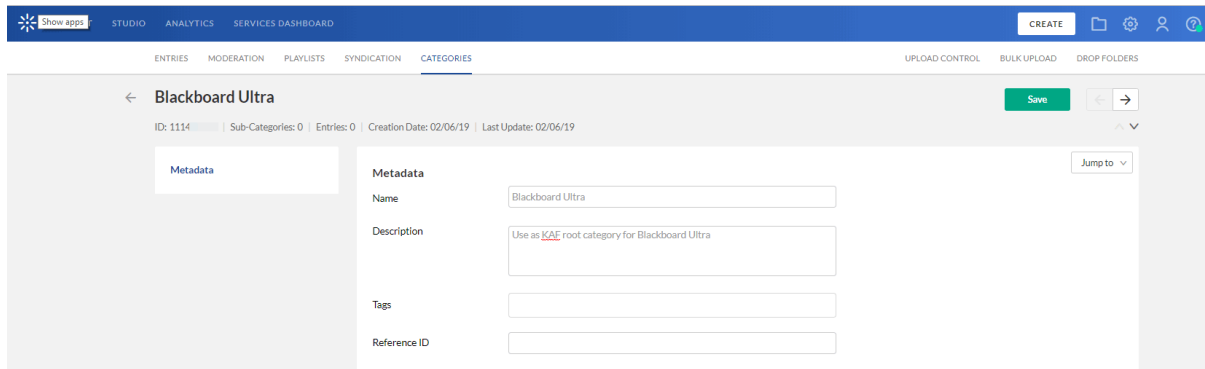 Show apps STUDIO ANALYTICS SERVICES DASHBOARD CREATE
ENTRIES MODERATION PLAYLISTS SYNDICATION CATEGORIES UPLOAD CONTROL BULK UPLOAD DROP FOLDERS
Blackboard Ultra Save
ID: 1114 | Sub-Categories: 0 | Entries: 0 | Creation Date: 02/06/19 | Last Update: 02/06/19
Metadata
Jump to
Metadata
Name Blackboard Ultra
Description Use as KAF root category for Blackboard Ultra
Tags
Reference ID